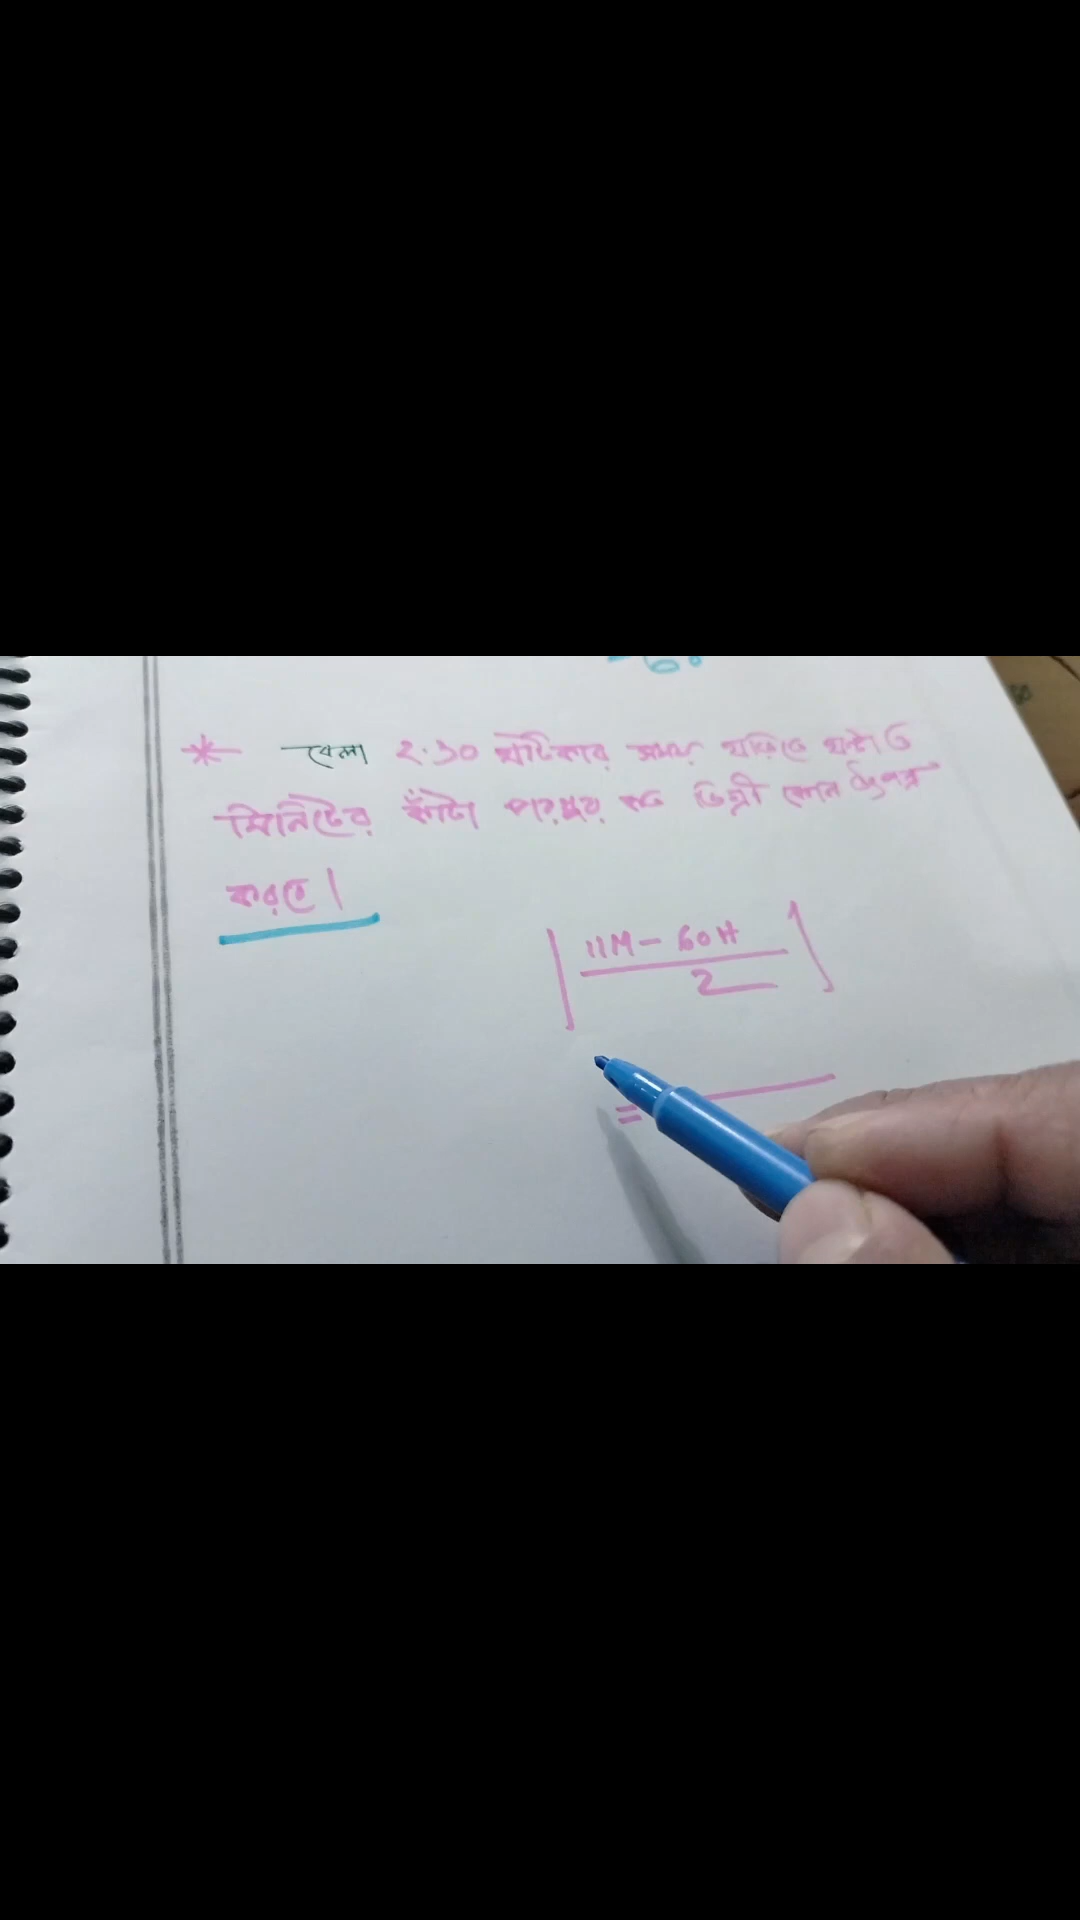 * বেলা ২.৩০ ঘটিকার সময় ঘড়িতে ঘন্টা ও
মিনিটের কাঁটা পরস্পর কত ডিগ্রী কোন উৎপন্ন
করবে।
|11M - 60H / 2|
=